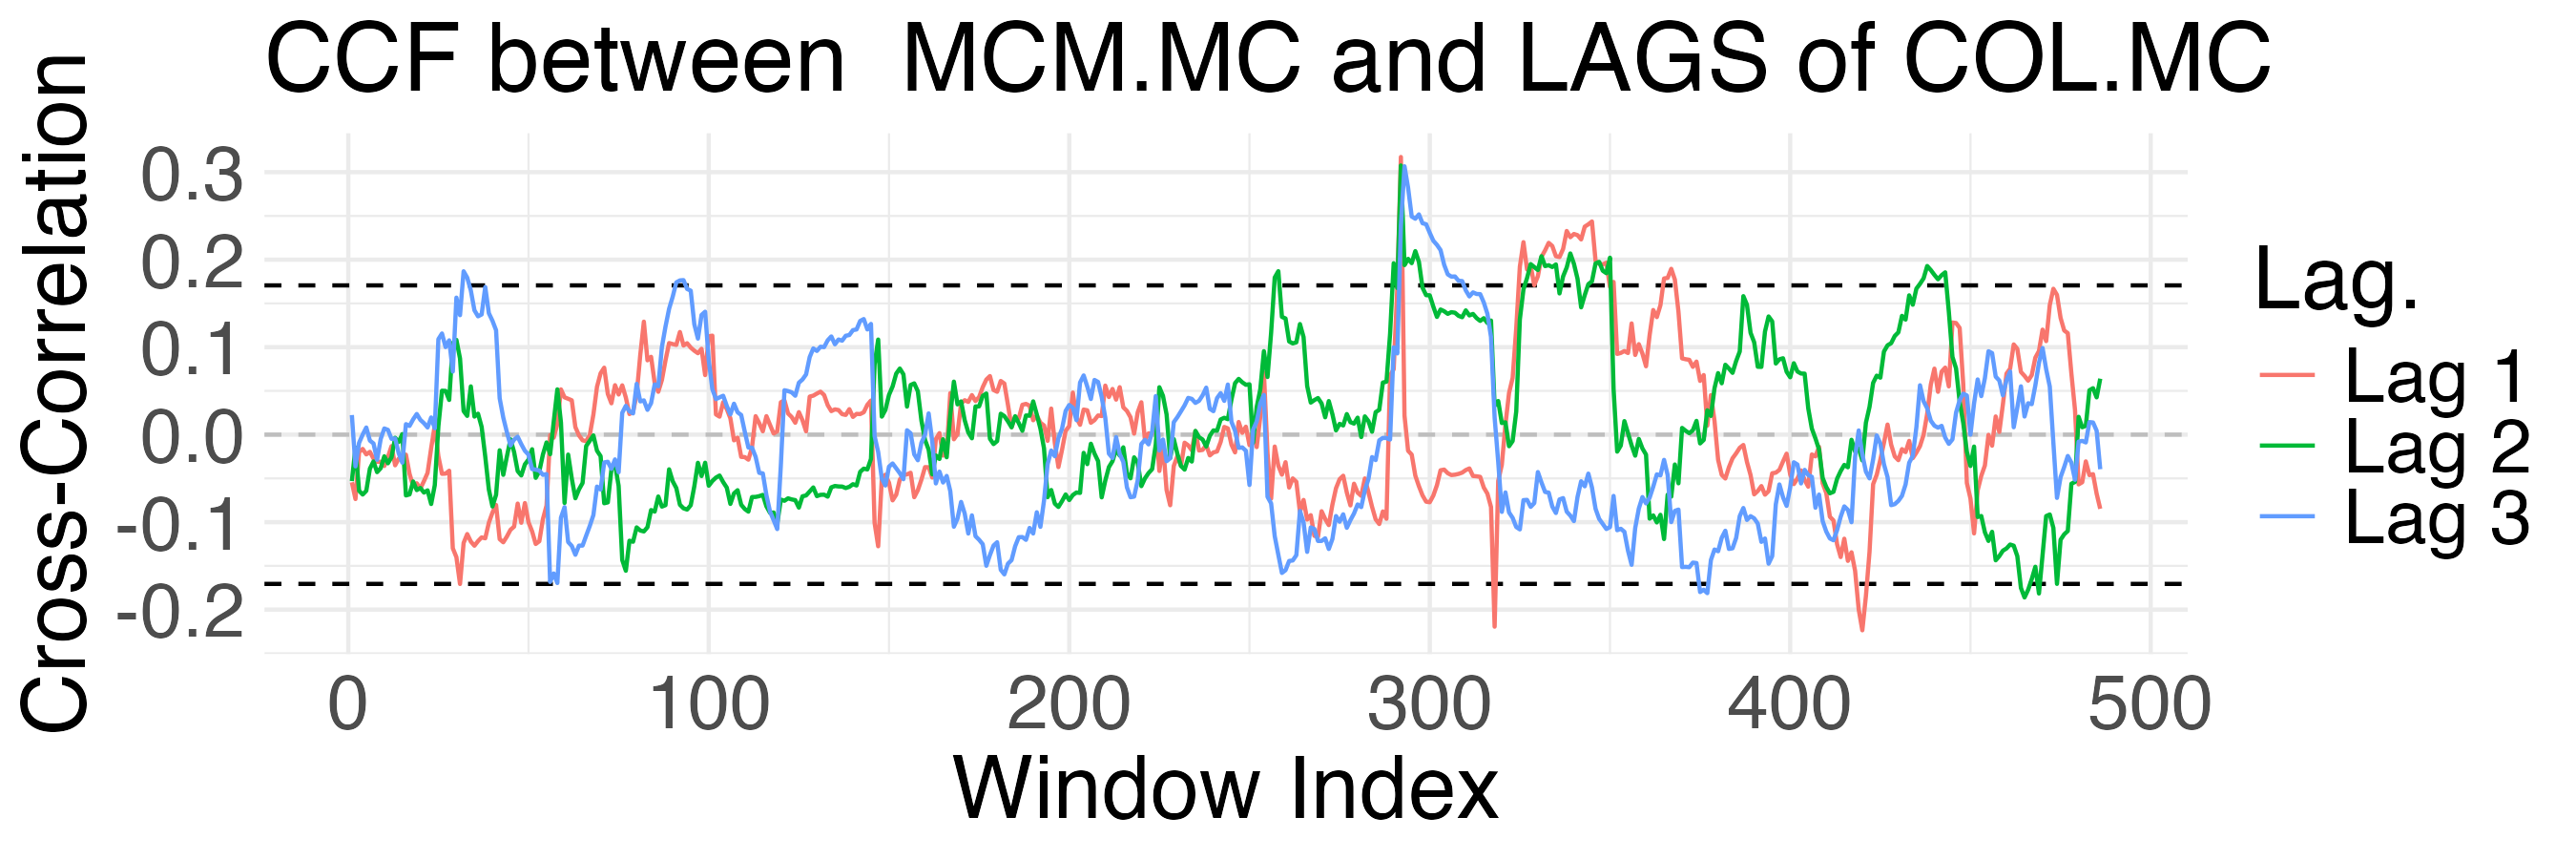 CCF between  MCM.MC and LAGS of COL.MC
Cross-Correlation
0.3
0.2
0.1
0.0
-0.1
-0.2
0 100 200 300 400 500
Window Index
Lag.
Lag 1
Lag 2
Lag 3